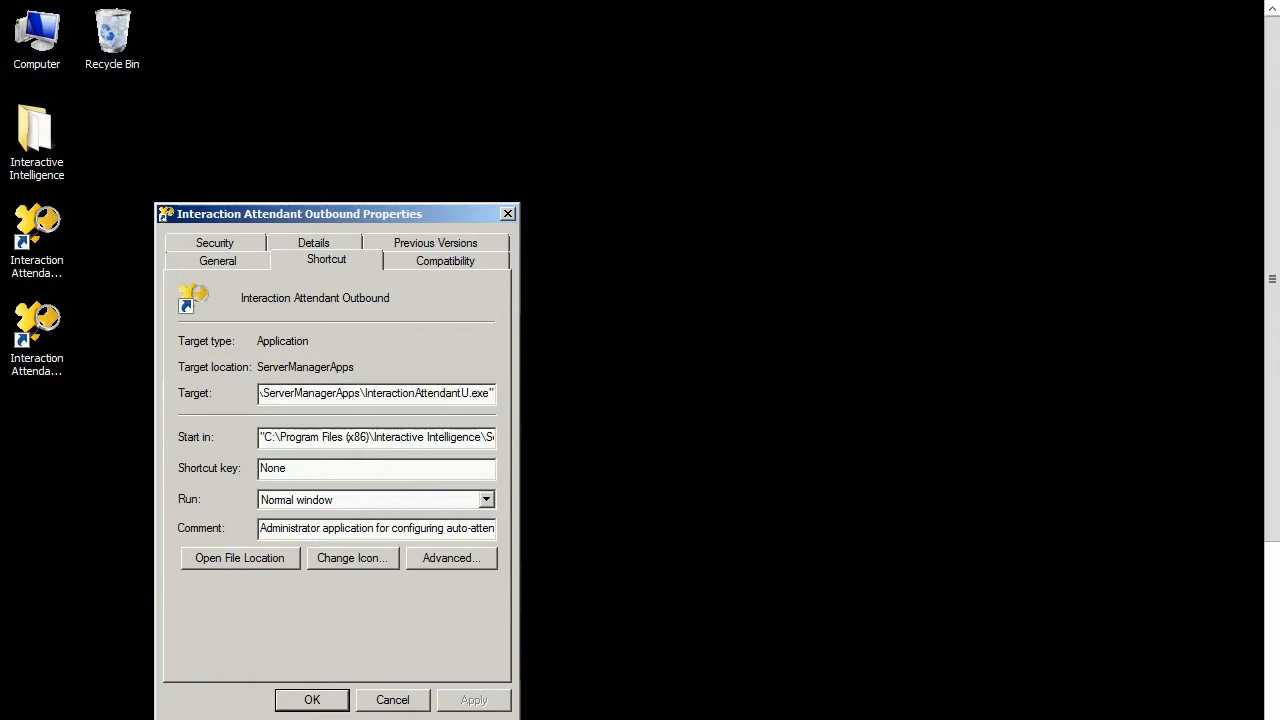 Computer
Recycle Bin
Interactive
Intelligence
Interaction
Attenda...
Interaction
Attenda...
Interaction Attendant Outbound Properties
Security
Details
Previous Versions
General
Shortcut
Compatibility
Interaction Attendant Outbound
Target type:
Application
Target location:
ServerManagerApps
Target:
\ServerManagerApps\InteractionAttendantU.exe"
Start in:
"C:\Program Files (x86)\Interactive Intelligence\Se
Shortcut key:
None
Run:
Normal window
Comment:
Administrator application for configuring auto-atten
Open File Location
Change Icon...
Advanced...
OK
Cancel
Apply